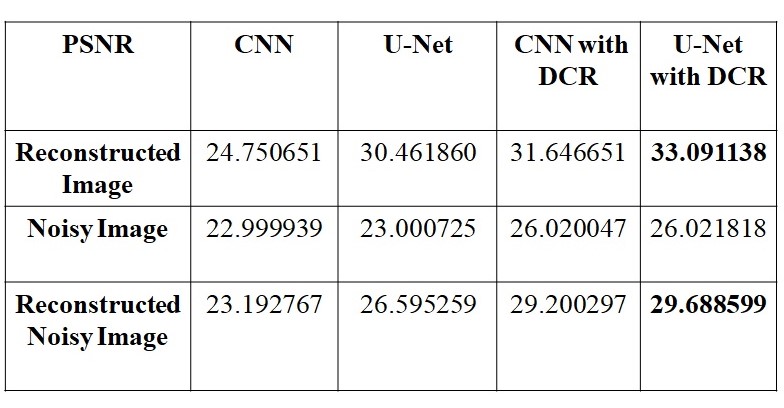 PSNR CNN U-Net CNN with U-Net
DCR with DCR
Reconstructed 24.750651 30.461860 31.646651 33.091138
Image
Noisy Image 22.999939 23.000725 26.020047 26.021818
Reconstructed 23.192767 26.595259 29.200297 29.688599
Noisy Image